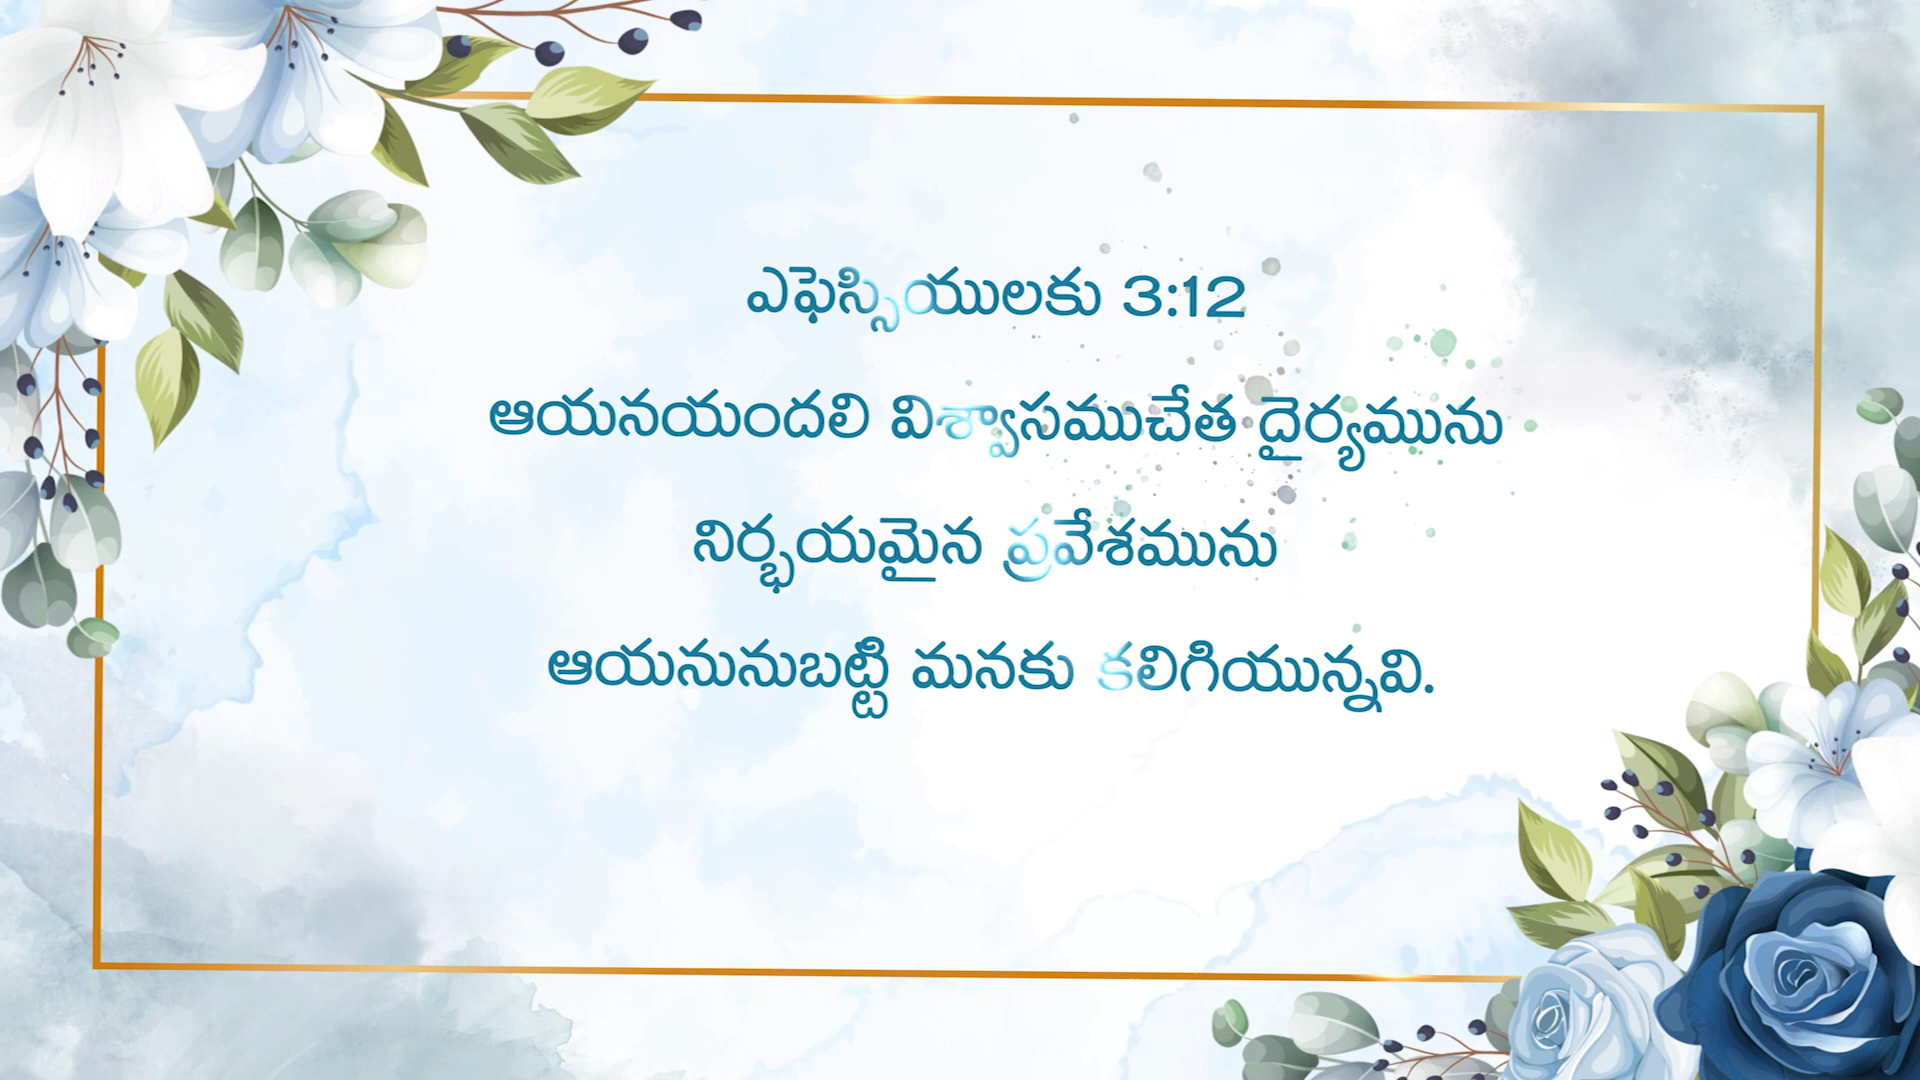 ఎఫెస్సియులకు 3:12
ఆయనయందలి విశ్వాసముచేత దైర్యమును
నిర్భయమైన ప్రవేశమును
ఆయనునుబట్టి మనకు కలిగియున్నవి.